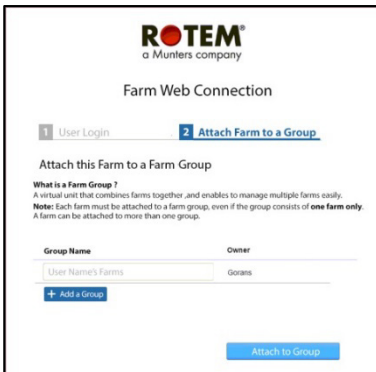 ROTEM®
a Munters company
Farm Web Connection
1 User Login 2 Attach Farm to a Group
Attach this Farm to a Farm Group
What is a Farm Group ?
A virtual unit that combines farms together ,and enables to manage multiple farms easily.
Note: Each farm must be attached to a farm group, even if the group consists of one farm only.
A farm can be attached to more than one group.
Group Name Owner
User Name's Farms Gorans
+ Add a Group
Attach to Group